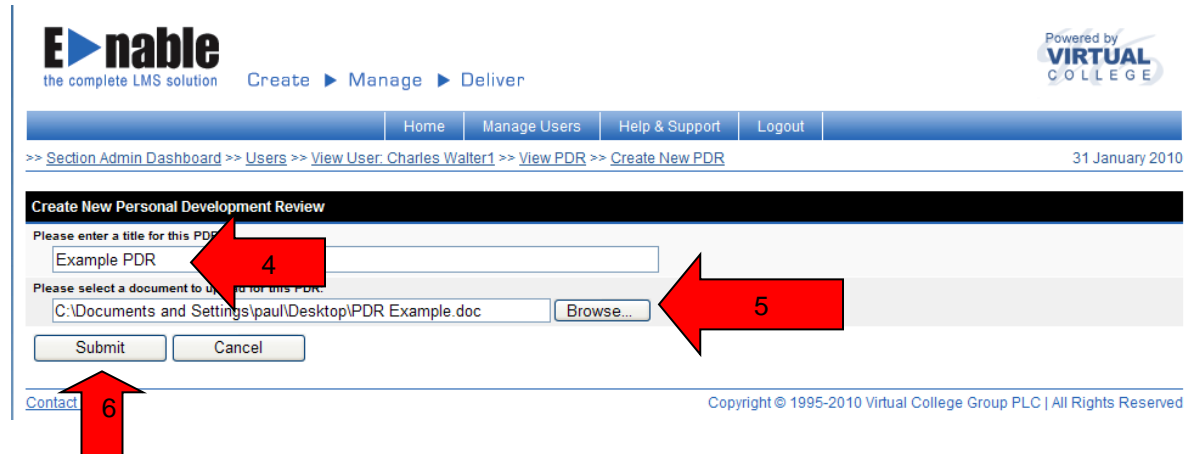 E nable
the complete LMS solution
Create Manage Deliver
Powered by
VIRTUAL
COLLEGE
Home Manage Users Help & Support Logout
>> Section Admin Dashboard >> Users >> View User: Charles Walter1 >> View PDR >> Create New PDR
31 January 2010
Create New Personal Development Review
Please enter a title for this PDR
Example PDR
4
Please select a document to for this PDR:
C:\Documents and Settings\paul\Desktop\PDR Example.doc
Browse...
5
Submit
Cancel
6
Contact
Copyright © 1995-2010 Virtual College Group PLC | All Rights Reserved